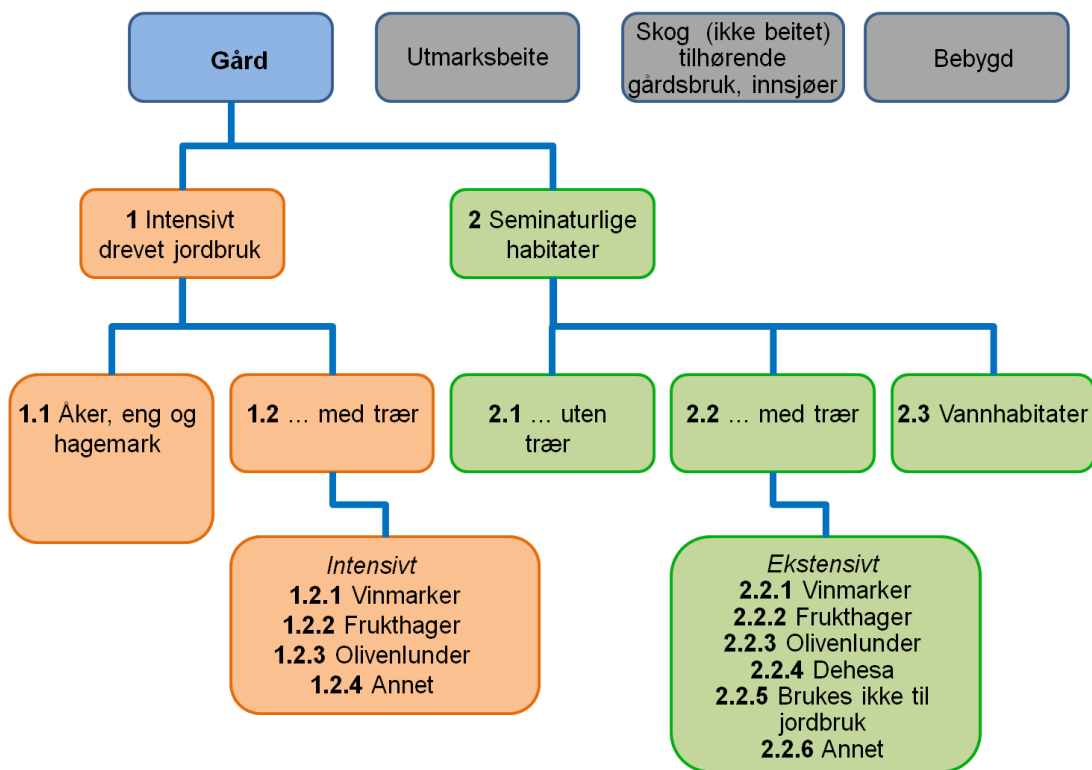 Gård
Utmarksbeite
Skog (ikke beitet)
tilhørende
gårdsbruk, innsjøer
Bebygd
1 Intensivt
drevet jordbruk
2 Seminaturlige
habitater
1.1 Åker, eng og
hagemark
1.2 ... med trær
2.1 ... uten
trær
2.2 ... med trær
2.3 Vannhabitater
Intensivt
1.2.1 Vinmarker
1.2.2 Frukthager
1.2.3 Olivenlunder
1.2.4 Annet
Ekstensivt
2.2.1 Vinmarker
2.2.2 Frukthager
2.2.3 Olivenlunder
2.2.4 Dehesa
2.2.5 Brukes ikke til
jordbruk
2.2.6 Annet